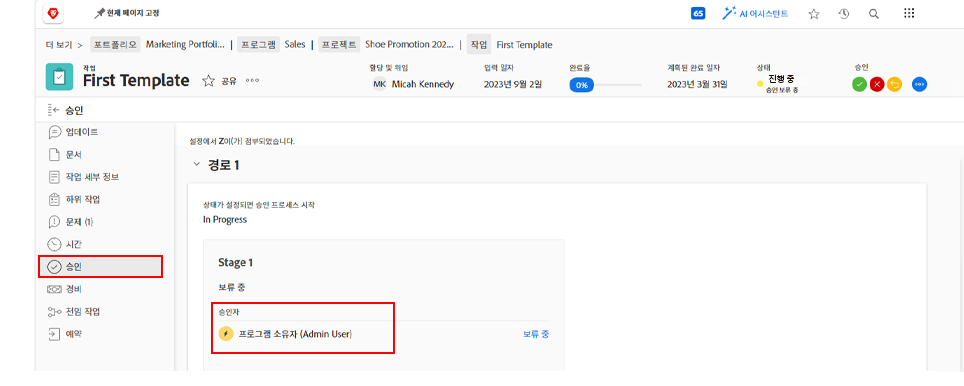 현재 페이지 고정
65 AI 어시스턴트
더 보기 > 포트폴리오 Marketing Portfoli... | 프로그램 Sales | 프로젝트 Shoe Promotion 202... | 작업 First Template
작업 할당 및 위임 입력 일자 완료율 계획된 완료 일자 상태 승인
First Template 공유 MK Micah Kennedy 2023년 9월 2일 0% 2023년 3월 31일 진행 중
승인 보류 중
승인
업데이트
문서
작업 세부 정보
하위 작업
문제 (1)
시간
승인
경비
전임 작업
예약
설정에서 Z이(가) 첨부되었습니다.
경로 1
상태가 설정되면 승인 프로세스 시작
In Progress
Stage 1
보류 중
승인자
프로그램 소유자 (Admin User) 보류 중